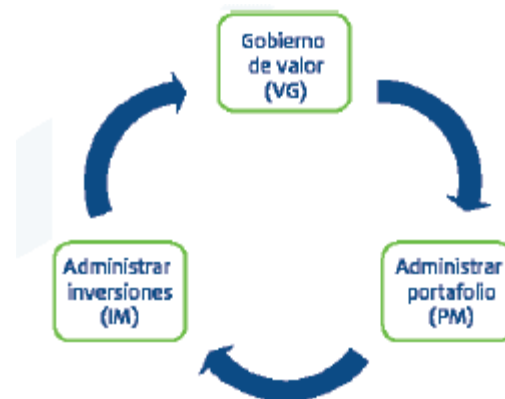 Gobierno
de valor
(VG)
Administrar
inversiones
(IM)
Administrar
portafolio
(PM)